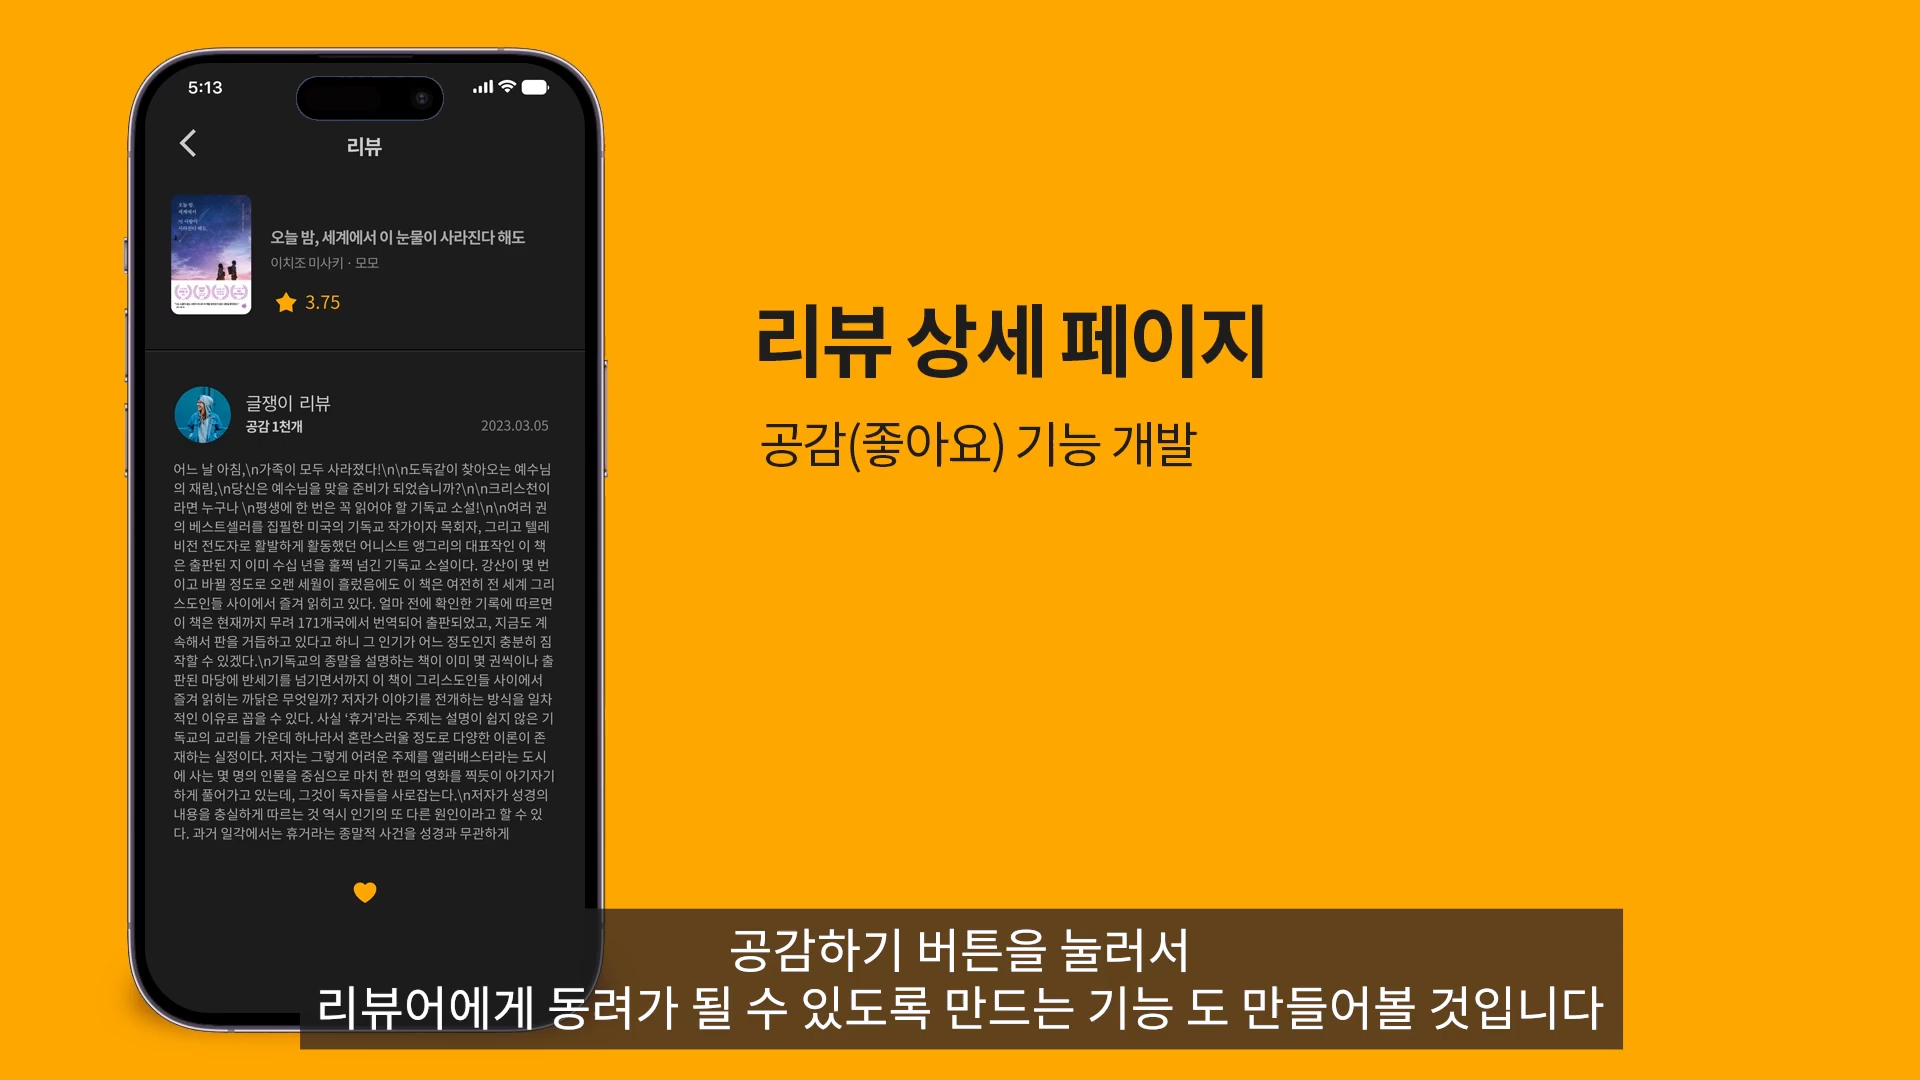 5:13
리뷰
오늘 밤, 세계에서 이 눈물이 사라진다 해도
이치조 미사키 · 모모
3.75
글쟁이 리뷰
공감 1천개
2023.03.05
어느 날 아침,\n가족이 모두 사라졌다!\n\n도둑같이 찾아오는 예수님
의 재림,\n당신은 예수님을 맞을 준비가 되었습니까?\n\n크리스천이
라면 누구나 \n평생에 한 번은 꼭 읽어야 할 기독교 소설!\n\n여러 권
의 베스트셀러를 집필한 미국의 기독교 작가이자 목회자, 그리고 텔레
비전 전도자로 활발하게 활동했던 어니스트 앵그리의 대표작인 이 책
은 출판된 지 이미 수십 년을 훌쩍 넘긴 기독교 소설이다. 강산이 몇 번
이고 바뀔 정도로 오랜 세월이 흘렀음에도 이 책은 여전히 전 세계 그리
스도인들 사이에서 즐겨 읽히고 있다. 얼마 전에 확인한 기록에 따르면
이 책은 현재까지 무려 171개국에서 번역되어 출판되었고, 지금도 계
속해서 판을 거듭하고 있다고 하니 그 인기가 어느 정도인지 충분히 짐
작할 수 있겠다.\n기독교의 종말을 설명하는 책이 이미 몇 권씩이나 출
판된 마당에 반세기를 넘기면서까지 이 책이 그리스도인들 사이에서
즐겨 읽히는 까닭은 무엇일까? 저자가 이야기를 전개하는 방식을 일차
적인 이유로 꼽을 수 있다. 사실 ‘휴거’라는 주제는 설명이 쉽지 않은 기
독교의 교리들 가운데 하나라서 혼란스러울 정도로 다양한 이론이 존
재하는 실정이다. 저자는 그렇게 어려운 주제를 앨러배스터라는 도시
에 사는 몇 명의 인물을 중심으로 마치 한 편의 영화를 찍듯이 아기자기
하게 풀어가고 있는데, 그것이 독자들을 사로잡는다.\n저자가 성경의
내용을 충실하게 따르는 것 역시 인기의 또 다른 원인이라고 할 수 있
다. 과거 일각에서는 휴거라는 종말적 사건을 성경과 무관하게
리뷰 상세 페이지
공감(좋아요) 기능 개발
공감하기 버튼을 눌러서
리뷰어에게 동려가 될 수 있도록 만드는 기능 도 만들어볼 것입니다